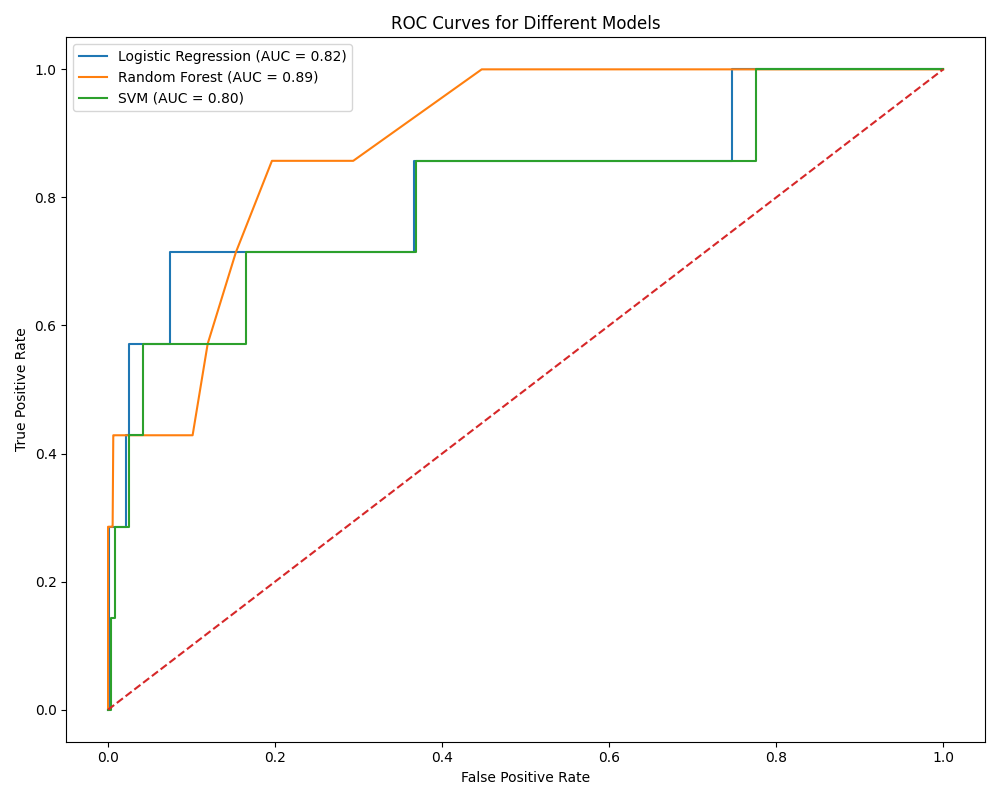 ROC Curves for Different Models
Logistic Regression (AUC = 0.82)
Random Forest (AUC = 0.89)
SVM (AUC = 0.80)
True Positive Rate
1.0
0.8
0.6
0.4
0.2
0.0
0.0 0.2 0.4 0.6 0.8 1.0
False Positive Rate